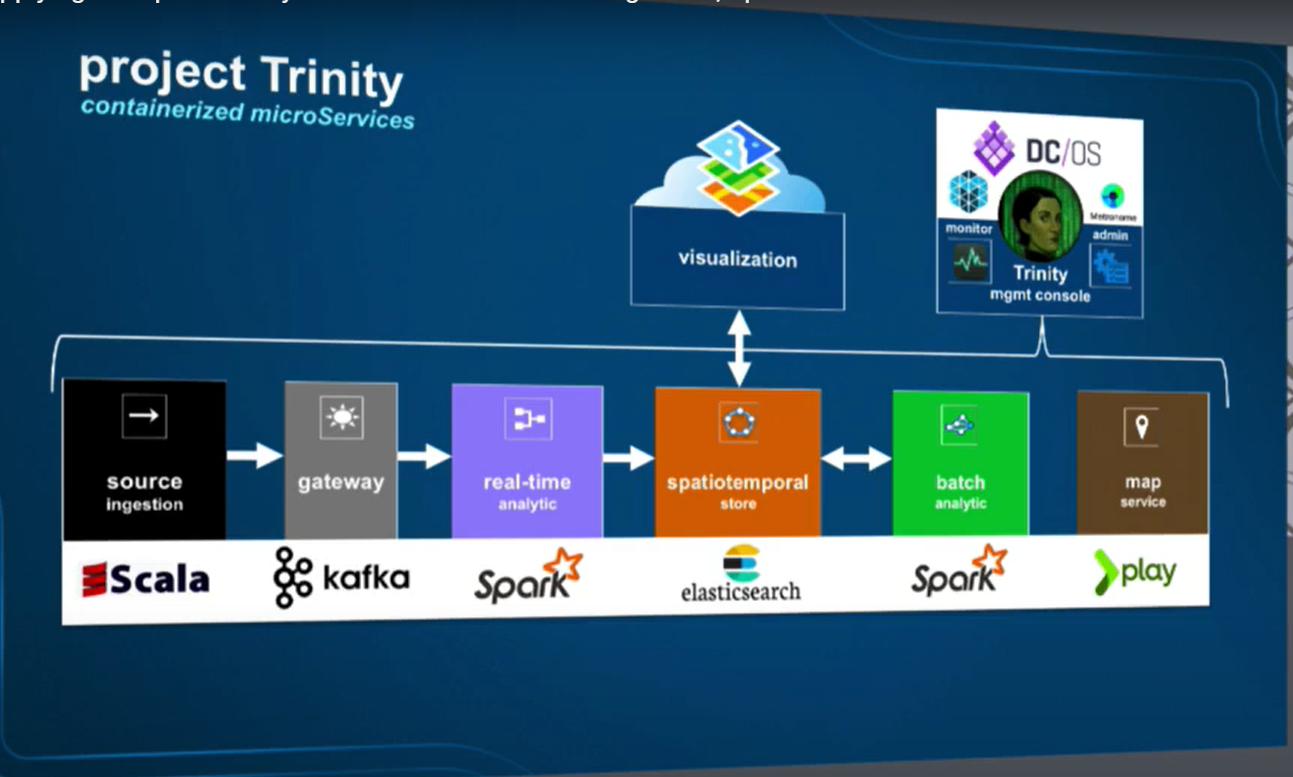 project Trinity
containerized microServices
DC/OS
Metronome
monitor
admin
Trinity
mgmt console
visualization
source
ingestion
gateway
real-time
analytic
spatiotemporal
store
batch
analytic
map
service
Scala
kafka
Spark
elasticsearch
Spark
play